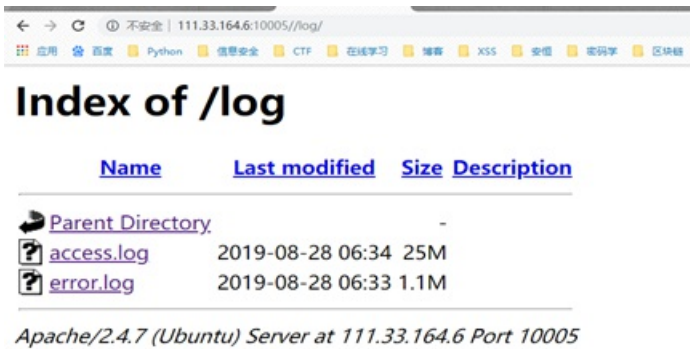 不安全 | 111.33.164.6:10005//log/
应用 百度 Python 信息安全 CTF 在线学习 博客 XSS 安恒 密码学 区块链
Index of /log
Name Last modified Size Description
Parent Directory -
access.log 2019-08-28 06:34 25M
error.log 2019-08-28 06:33 1.1M
Apache/2.4.7 (Ubuntu) Server at 111.33.164.6 Port 10005